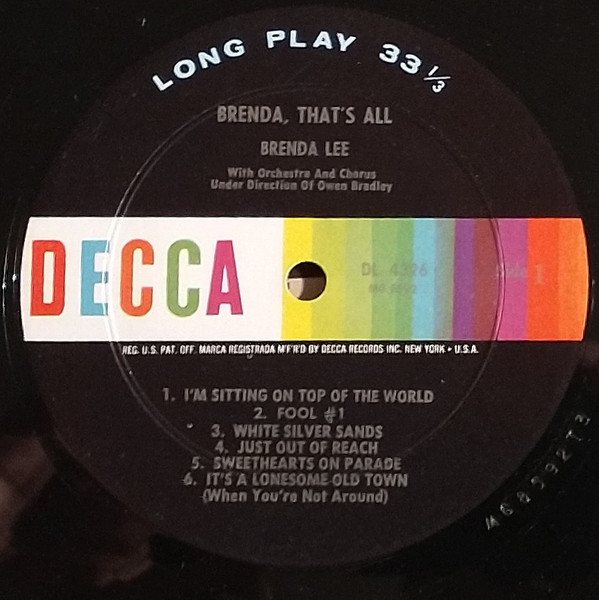 LONG PLAY 33 1/3
BRENDA, THAT'S ALL
BRENDA LEE
With Orchestra And Chorus
Under Direction Of Owen Bradley
DECCA
DL 4326
Side 1
REG. U.S. PAT. OFF. MARCA REGISTRADA M'F'R'D BY DECCA RECORDS INC. NEW YORK • U.S.A.
1. I'M SITTING ON TOP OF THE WORLD
2. FOOL #1
3. WHITE SILVER SANDS
4. JUST OUT OF REACH
5. SWEETHEARTS ON PARADE
6. IT'S A LONESOME OLD TOWN
(When You're Not Around)
MG8592T3